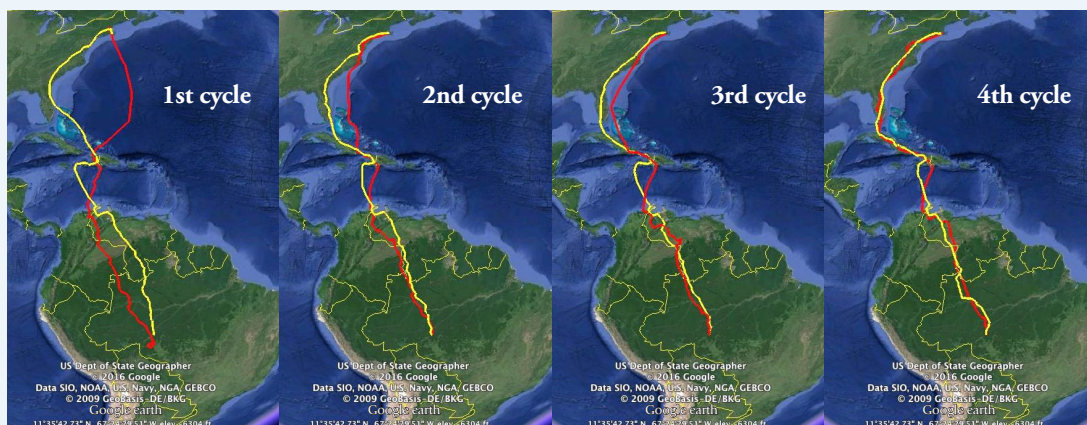 1st cycle
US Dept of State Geographer
© 2016 Google
Data SIO, NOAA, U.S. Navy, NGA, GEBCO
© 2009 GeoBasis-DE/BKG
Google earth
2nd cycle
US Dept of State Geographer
© 2016 Google
Data SIO, NOAA, U.S. Navy, NGA, GEBCO
© 2009 GeoBasis-DE/BKG
Google earth
3rd cycle
US Dept of State Geographer
© 2016 Google
Data SIO, NOAA, U.S. Navy, NGA, GEBCO
© 2009 GeoBasis-DE/BKG
Google earth
4th cycle
US Dept of State Geographer
© 2016 Google
Data SIO, NOAA, U.S. Navy, NGA, GEBCO
© 2009 GeoBasis-DE/BKG
Google earth